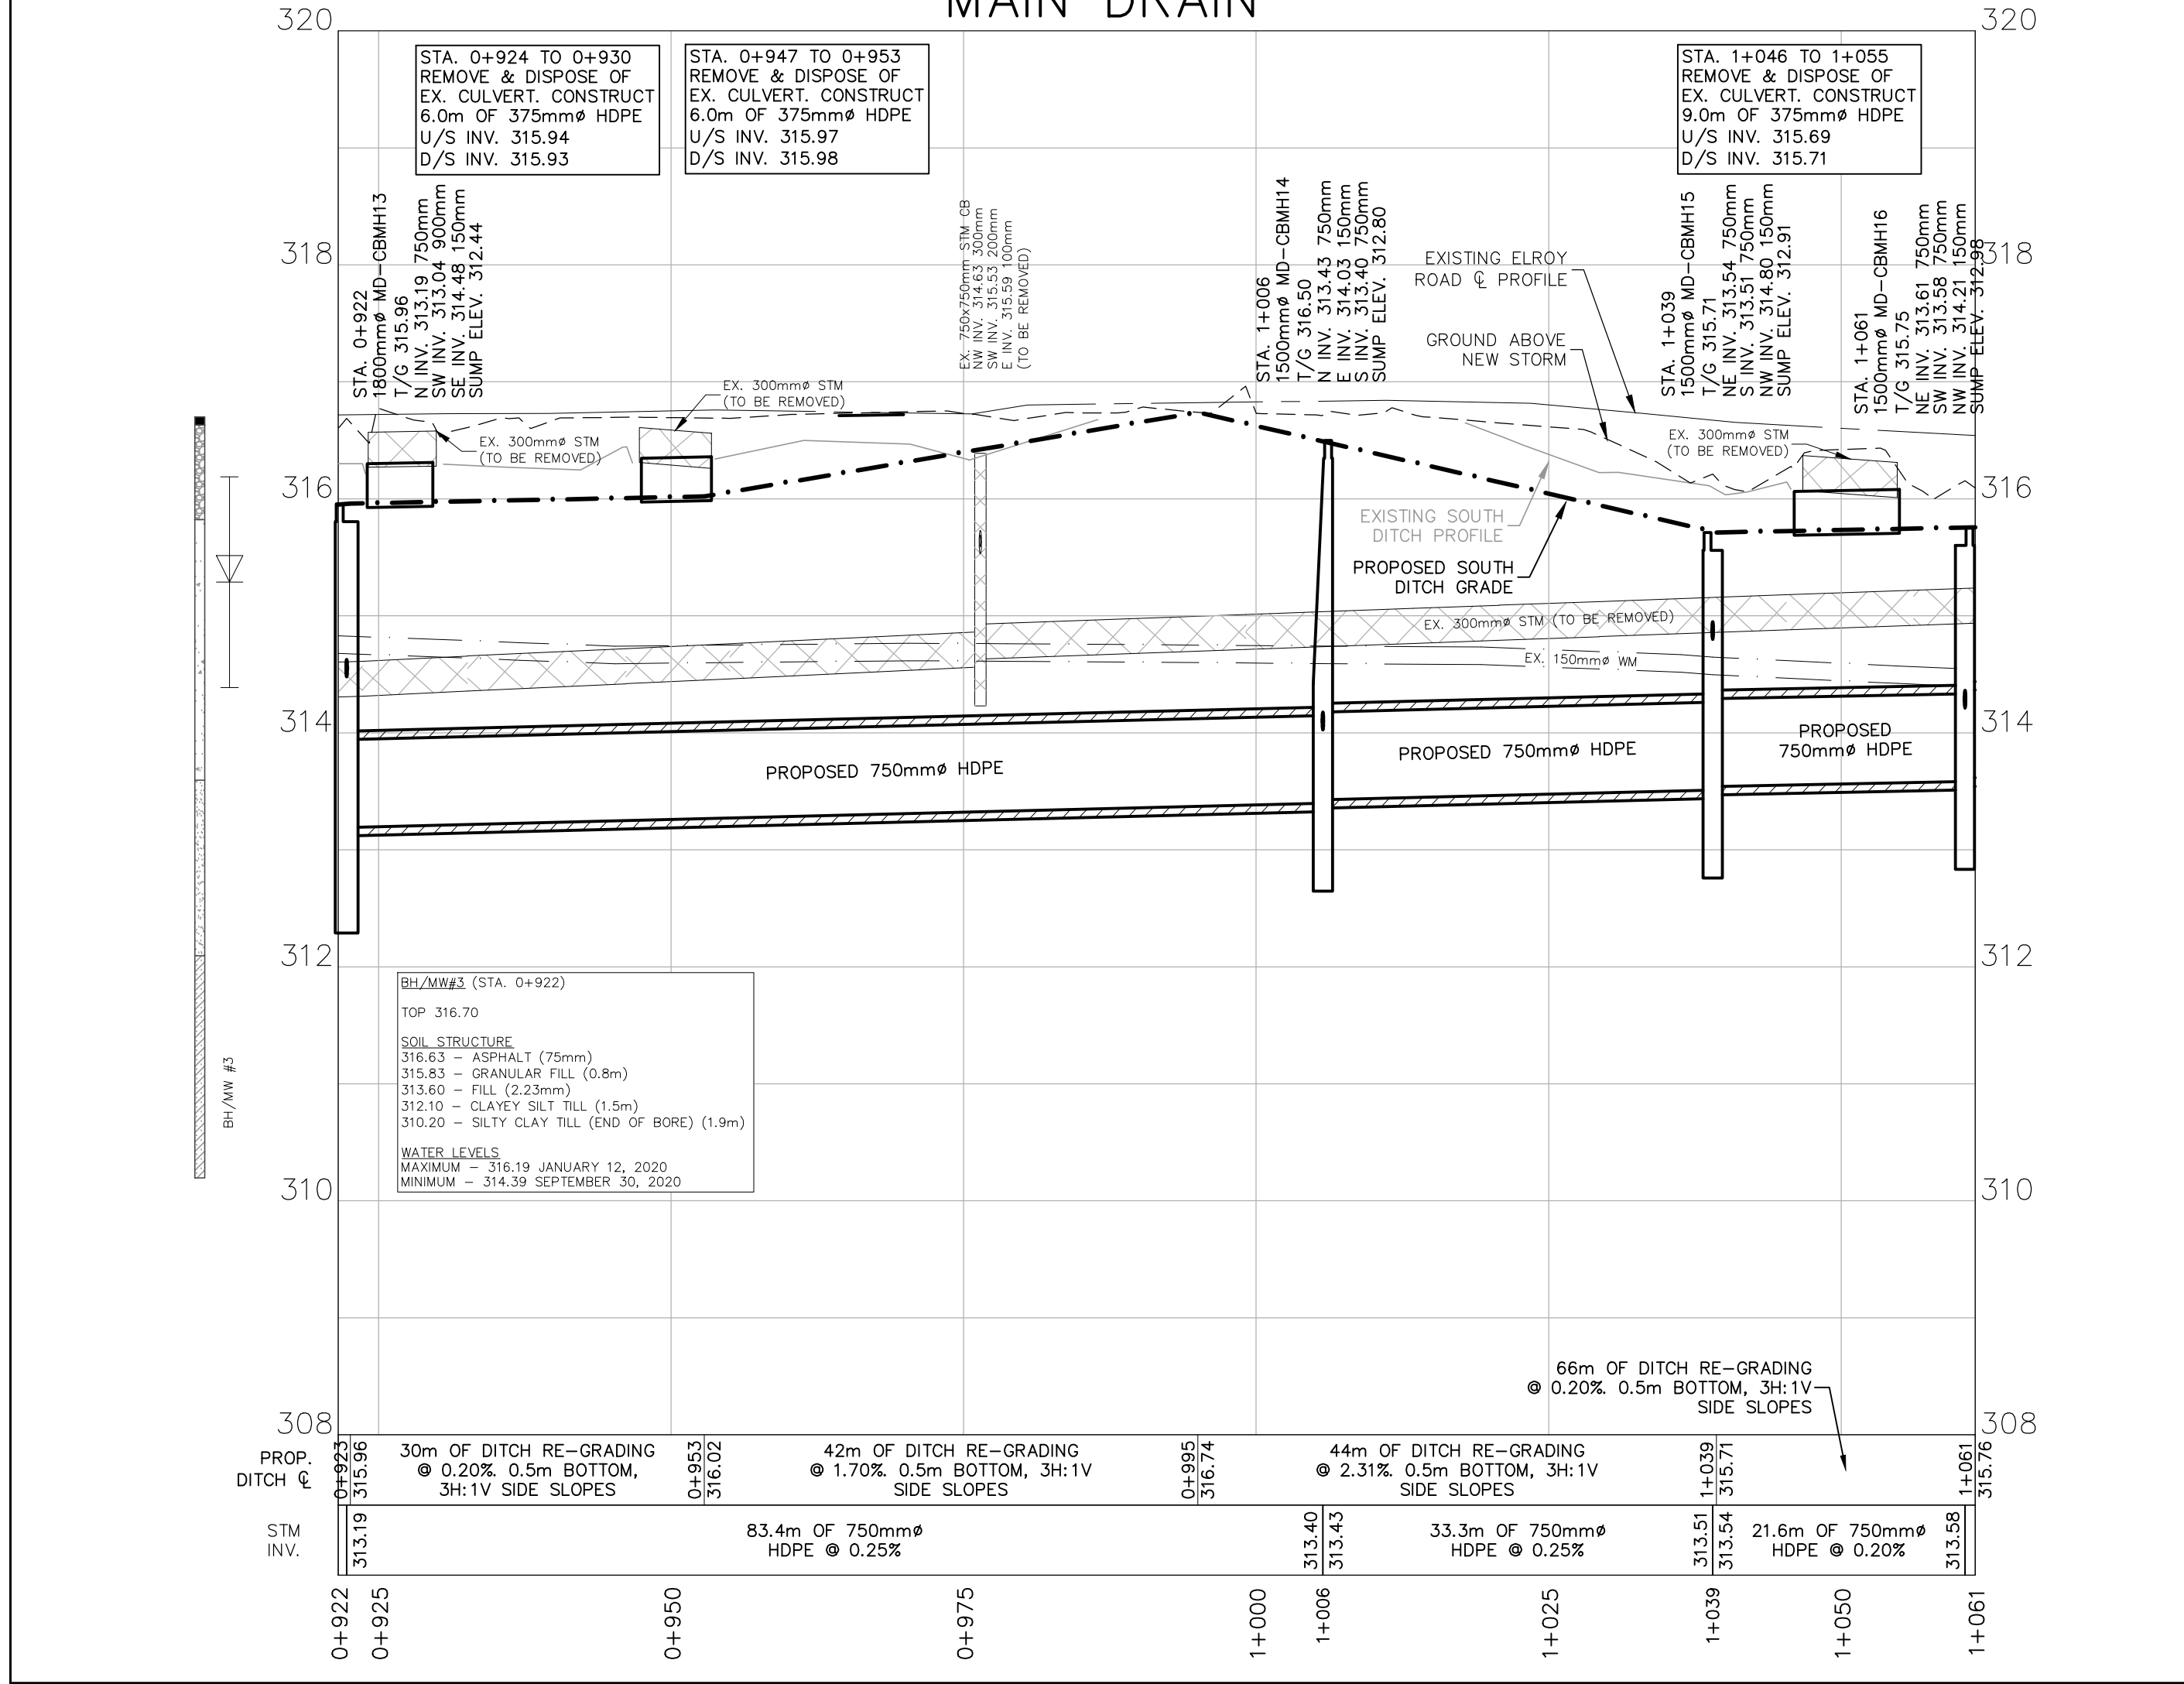 MAIN DRAIN
320
320
STA. 0+924 TO 0+930
REMOVE & DISPOSE OF
EX. CULVERT. CONSTRUCT
6.0m OF 375mmø HDPE
U/S INV. 315.94
D/S INV. 315.93
STA. 0+947 TO 0+953
REMOVE & DISPOSE OF
EX. CULVERT. CONSTRUCT
6.0m OF 375mmø HDPE
U/S INV. 315.97
D/S INV. 315.98
STA. 1+046 TO 1+055
REMOVE & DISPOSE OF
EX. CULVERT. CONSTRUCT
9.0m OF 375mmø HDPE
U/S INV. 315.69
D/S INV. 315.71
318
318
STA. 0+922
1800mmø MD-CBMH13
T/G 315.96
N INV. 313.19 750mm
SW INV. 313.04 900mm
SE INV. 314.48 150mm
SUMP ELEV. 312.44
EX. 750x750mm STM CB
NW INV. 314.63 300mm
SW INV. 315.53 200mm
E INV. 315.59 100mm
(TO BE REMOVED)
STA. 1+006
1500mmø MD-CBMH14
T/G 316.50
N INV. 313.43 750mm
E INV. 314.03 150mm
S INV. 313.40 750mm
SUMP ELEV. 312.80
EXISTING ELROY
ROAD ℄ PROFILE
GROUND ABOVE
NEW STORM
STA. 1+039
1500mmø MD-CBMH15
T/G 315.71
NE INV. 313.54 750mm
S INV. 313.51 750mm
NW INV. 314.80 150mm
SUMP ELEV. 312.91
STA. 1+061
1500mmø MD-CBMH16
T/G 315.75
NE INV. 313.61 750mm
SW INV. 313.58 750mm
NW INV. 314.21 150mm
SUMP ELEV. 312.98
EX. 300mmø STM
(TO BE REMOVED)
EX. 300mmø STM
(TO BE REMOVED)
EX. 300mmø STM
(TO BE REMOVED)
316
316
EXISTING SOUTH
DITCH PROFILE
PROPOSED SOUTH
DITCH GRADE
EX. 300mmø STM (TO BE REMOVED)
EX. 150mmø WM
314
314
PROPOSED 750mmø HDPE
PROPOSED 750mmø HDPE
PROPOSED
750mmø HDPE
312
312
BH/MW #3
BH/MW#3 (STA. 0+922)
TOP 316.70
SOIL STRUCTURE
316.63 - ASPHALT (75mm)
315.83 - GRANULAR FILL (0.8m)
313.60 - FILL (2.23mm)
312.10 - CLAYEY SILT TILL (1.5m)
310.20 - SILTY CLAY TILL (END OF BORE) (1.9m)
WATER LEVELS
MAXIMUM - 316.19 JANUARY 12, 2020
MINIMUM - 314.39 SEPTEMBER 30, 2020
310
310
66m OF DITCH RE-GRADING
@ 0.20%. 0.5m BOTTOM, 3H:1V
SIDE SLOPES
308
308
PROP.
DITCH ℄
0+923
315.96
30m OF DITCH RE-GRADING
@ 0.20%. 0.5m BOTTOM,
3H:1V SIDE SLOPES
0+953
316.02
42m OF DITCH RE-GRADING
@ 1.70%. 0.5m BOTTOM, 3H:1V
SIDE SLOPES
0+995
316.74
44m OF DITCH RE-GRADING
@ 2.31%. 0.5m BOTTOM, 3H:1V
SIDE SLOPES
1+039
315.71
1+061
315.76
STM
INV.
313.19
83.4m OF 750mmø
HDPE @ 0.25%
313.40
313.43
33.3m OF 750mmø
HDPE @ 0.25%
313.51
313.54
21.6m OF 750mmø
HDPE @ 0.20%
313.58
0+922
0+925
0+950
0+975
1+000
1+006
1+025
1+039
1+050
1+061